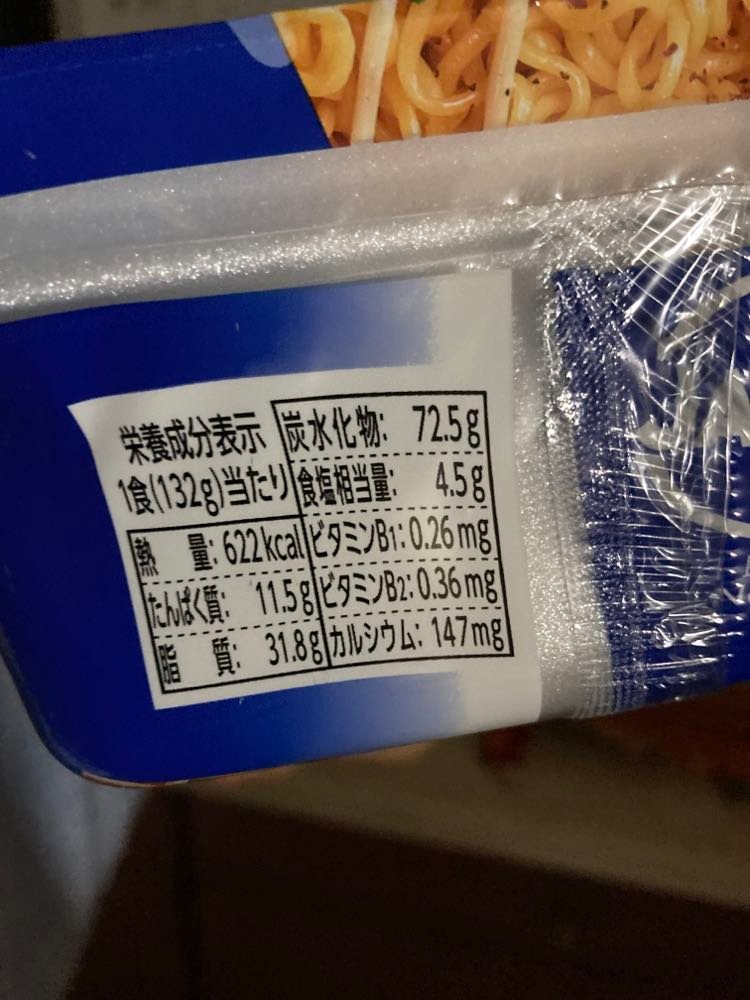 栄養成分表示
1食(132g)当たり
熱量: 622kcal
たんぱく質: 11.5g
脂質: 31.8g
炭水化物: 72.5g
食塩相当量: 4.5g
ビタミンB1: 0.26mg
ビタミンB2: 0.36mg
カルシウム: 147mg